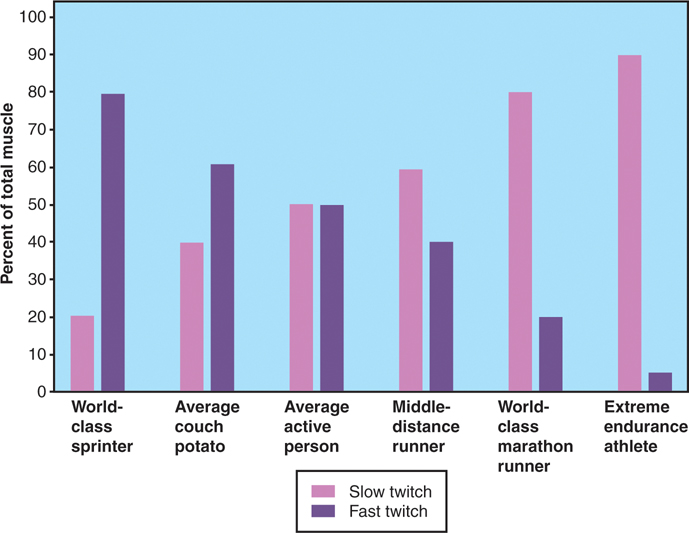 Percent of total muscle
100
90
80
70
60
50
40
30
20
10
0
World-
class
sprinter
Average
couch
potato
Average
active
person
Middle-
distance
runner
World-
class
marathon
runner
Extreme
endurance
athlete
Slow twitch
Fast twitch